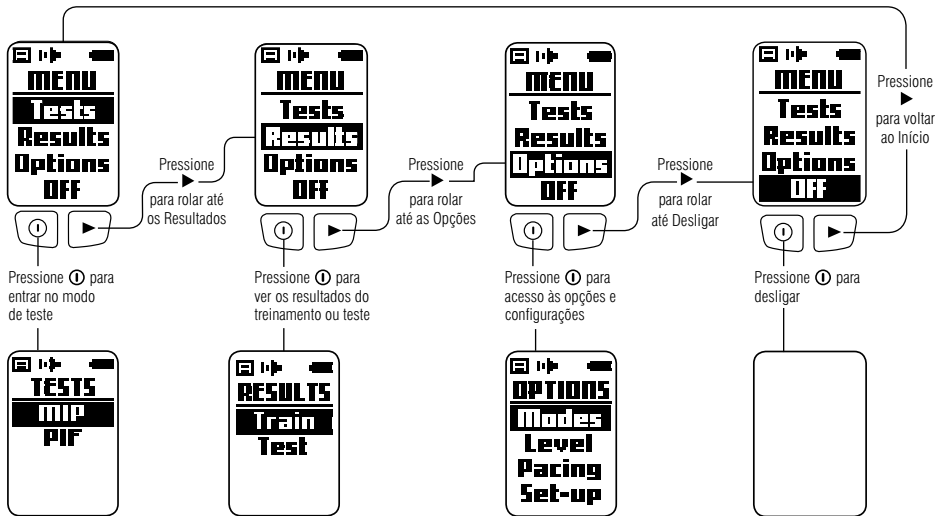 MENU
Tests
Results
Options
OFF
Pressione
▶
para rolar até
os Resultados
MENU
Tests
Results
Options
OFF
Pressione
▶
para rolar
até as Opções
MENU
Tests
Results
Options
OFF
Pressione
▶
para rolar
até Desligar
MENU
Tests
Results
Options
OFF
Pressione
▶
para voltar
ao Início
Pressione ⏼ para
entrar no modo
de teste
Pressione ⏼ para
ver os resultados do
treinamento ou teste
Pressione ⏼ para
acesso às opções e
configurações
Pressione ⏼ para
desligar
TESTS
MIP
PIF
RESULTS
Train
Test
OPTIONS
Modes
Level
Pacing
Set-up